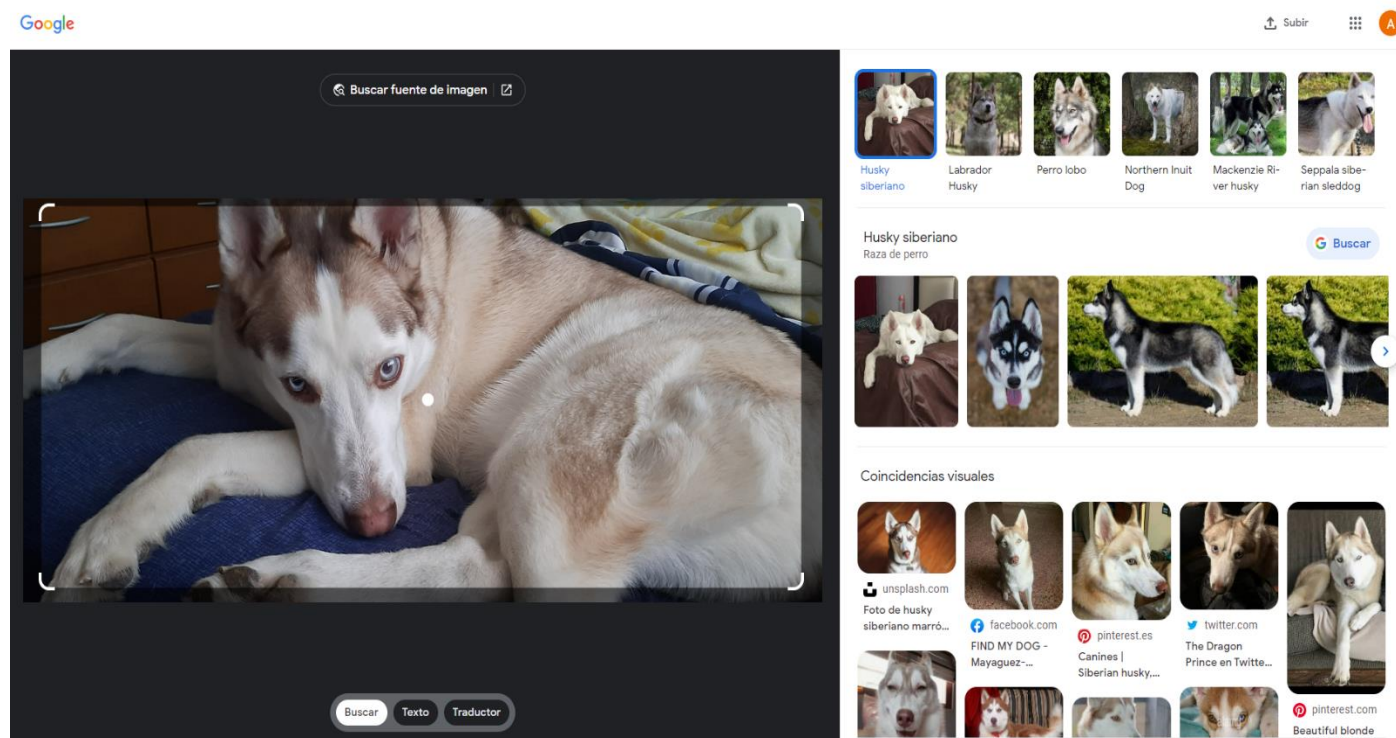 Google
Subir
A
Buscar fuente de imagen
Husky
siberiano
Labrador
Husky
Perro lobo
Northern Inuit
Dog
Mackenzie Ri-
ver husky
Seppala sibe-
rian sleddog
Husky siberiano
Raza de perro
Buscar
Coincidencias visuales
unsplash.com
Foto de husky
siberiano marró...
facebook.com
FIND MY DOG -
Mayaguez-...
pinterest.es
Canines |
Siberian husky,...
twitter.com
The Dragon
Prince en Twitte...
pinterest.com
Beautiful blonde
Buscar
Texto
Traductor